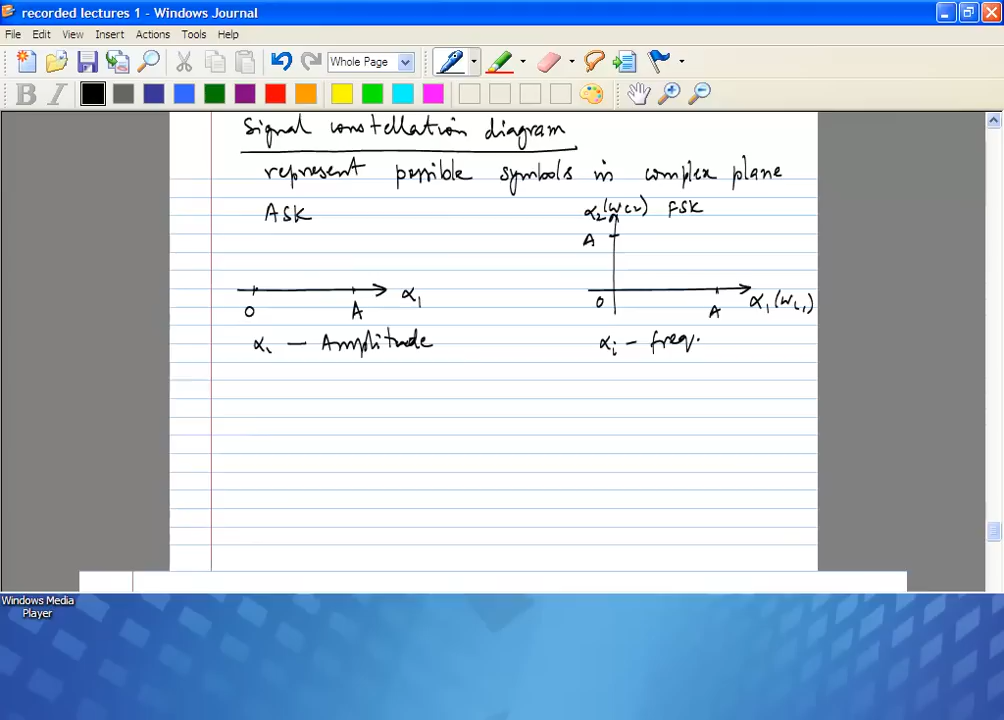 recorded lectures 1 - Windows Journal
File Edit View Insert Actions Tools Help
Whole Page
B I
Signal constellation diagram
represent possible symbols in complex plane
ASK
α₂(ωc2) FSK
A
0 A α₁
0 A α₁(ωc1)
α₁ — Amplitude
αᵢ - freq.
Windows Media
Player